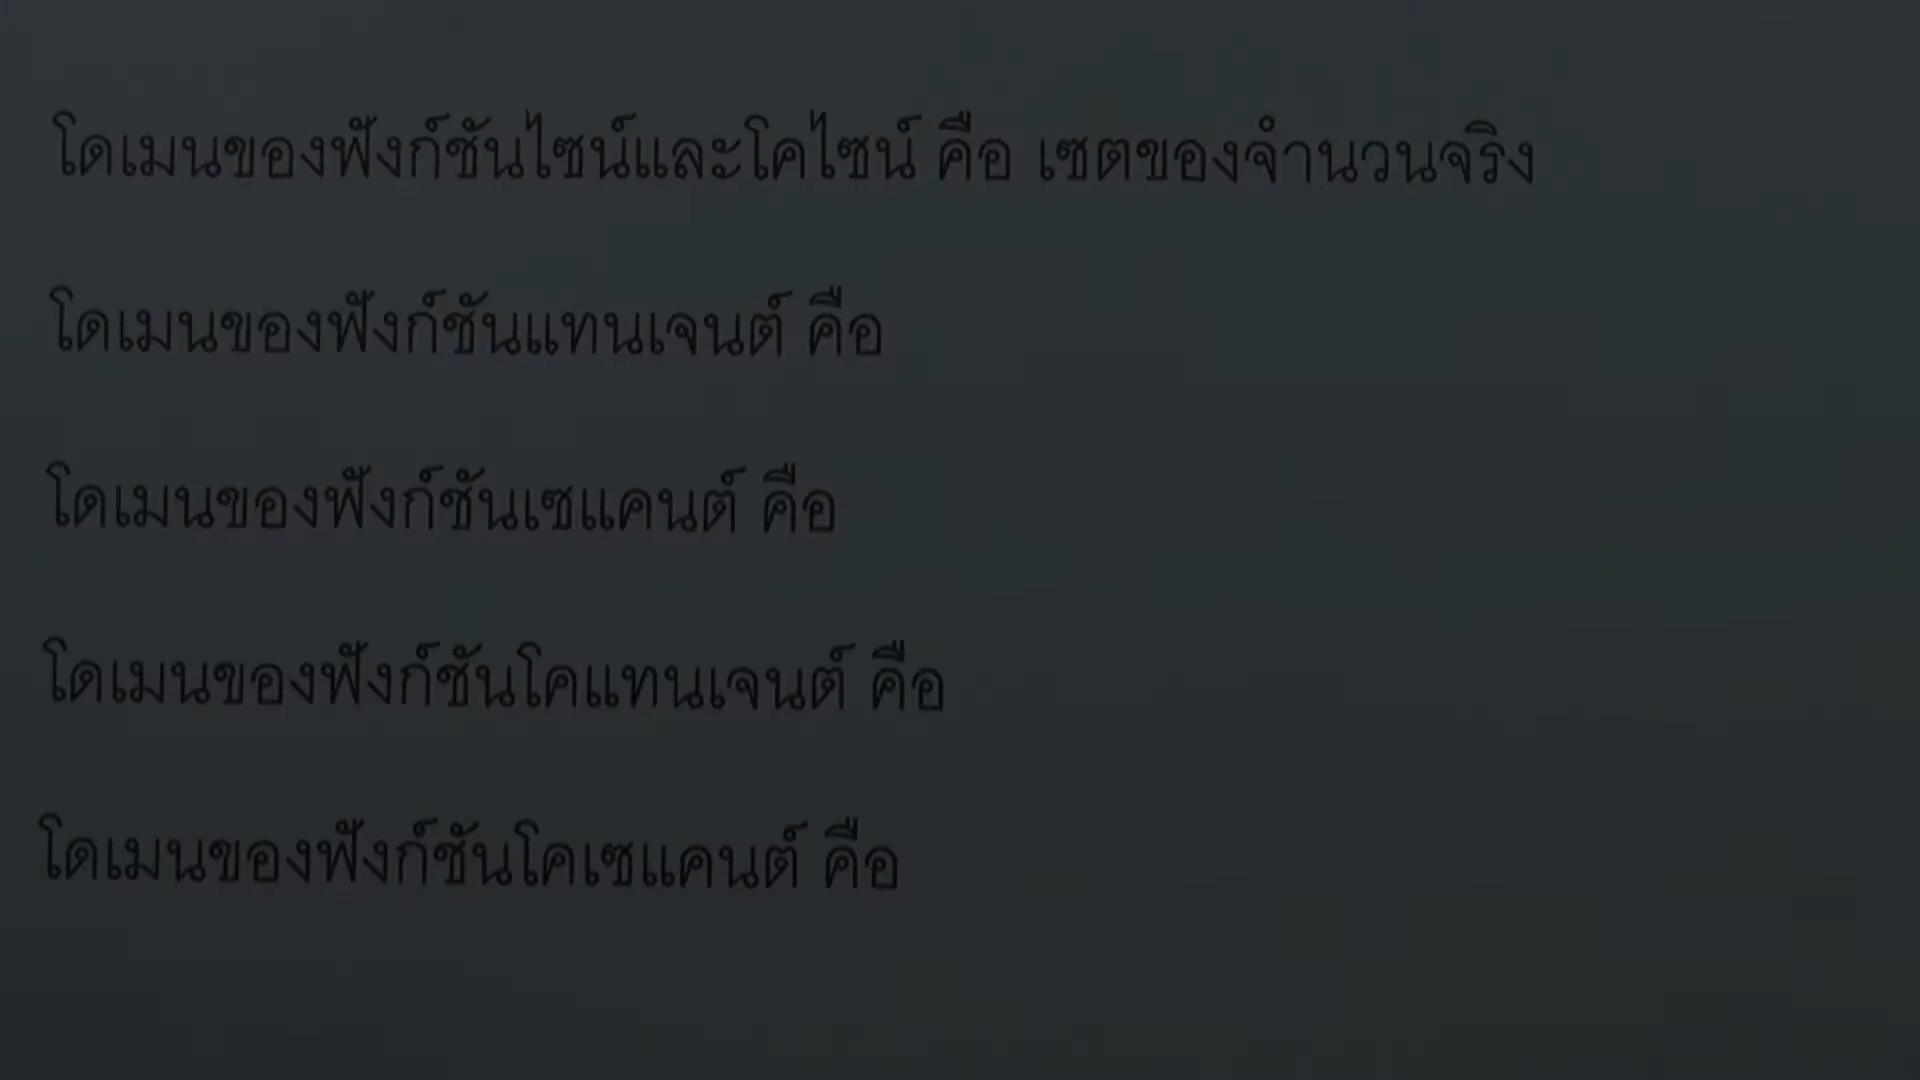 โดเมนของฟังก์ชันไซน์และโคไซน์ คือ เซตของจำนวนจริง
โดเมนของฟังก์ชันแทนเจนต์ คือ
โดเมนของฟังก์ชันเซแคนต์ คือ
โดเมนของฟังก์ชันโคแทนเจนต์ คือ
โดเมนของฟังก์ชันโคเซแคนต์ คือ